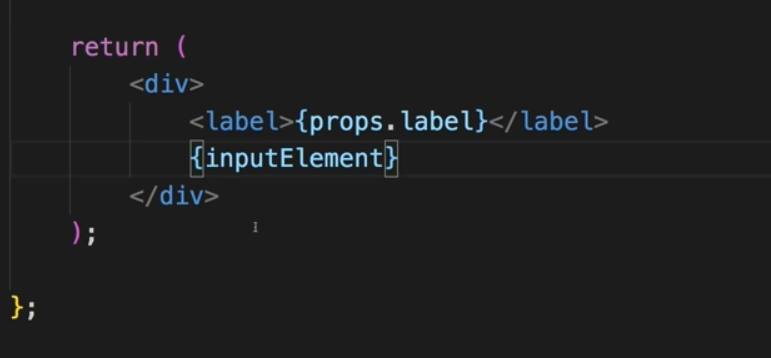 return (
<div>
<label>{props.label}</label>
{inputElement}
</div>
);
};